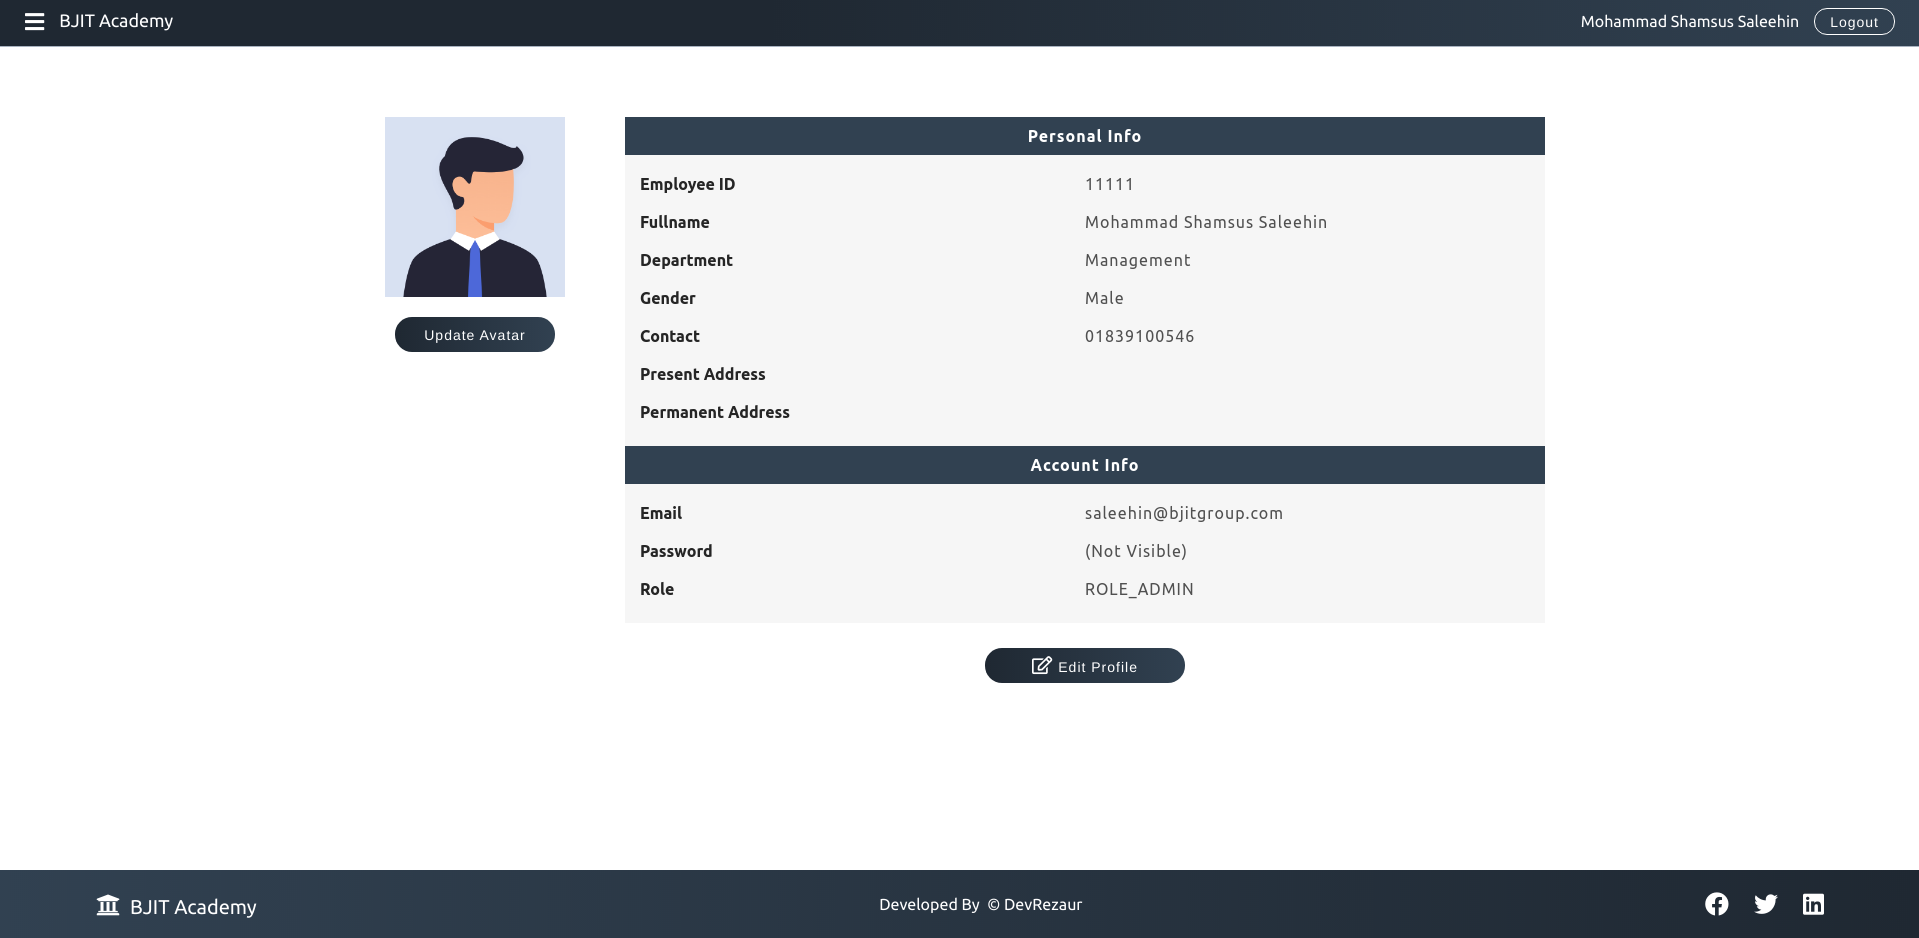 BJIT Academy
Mohammad Shamsus Saleehin Logout
Update Avatar
Personal Info
Employee ID 11111
Fullname Mohammad Shamsus Saleehin
Department Management
Gender Male
Contact 01839100546
Present Address
Permanent Address
Account Info
Email saleehin@bjitgroup.com
Password (Not Visible)
Role ROLE_ADMIN
Edit Profile
BJIT Academy
Developed By © DevRezaur